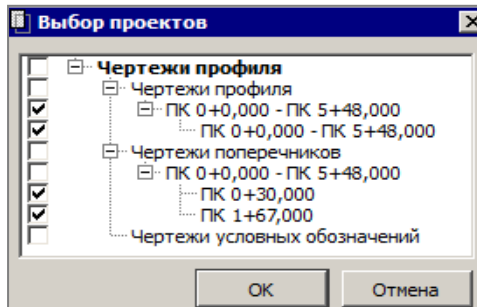 Выбор проектов
Чертежи профиля
Чертежи профиля
ПК 0+0,000 - ПК 5+48,000
ПК 0+0,000 - ПК 5+48,000
Чертежи поперечников
ПК 0+0,000 - ПК 5+48,000
ПК 0+30,000
ПК 1+67,000
Чертежи условных обозначений
ОК Отмена